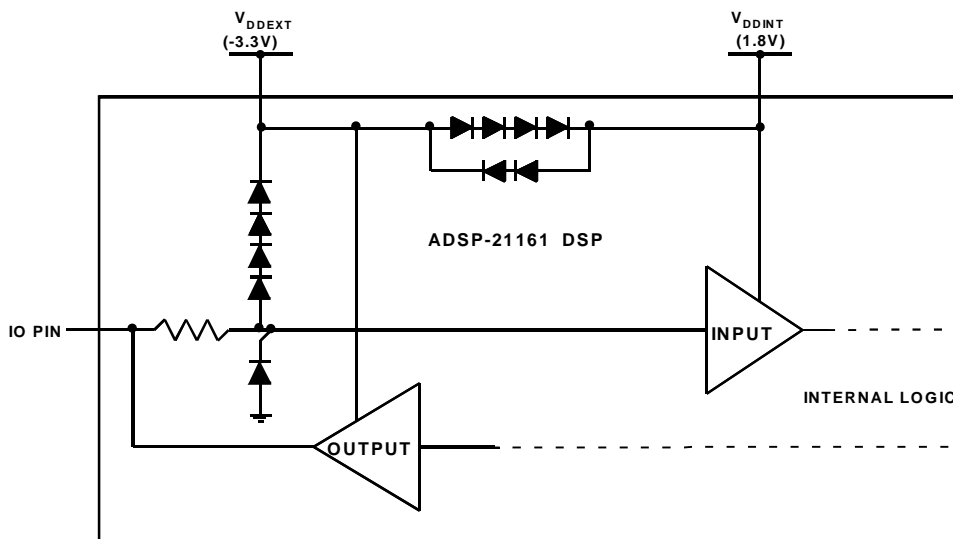 VDDEXT
(-3.3V)
VDDINT
(1.8V)
ADSP-21161 DSP
IO PIN
INPUT
INTERNAL LOGIC
OUTPUT